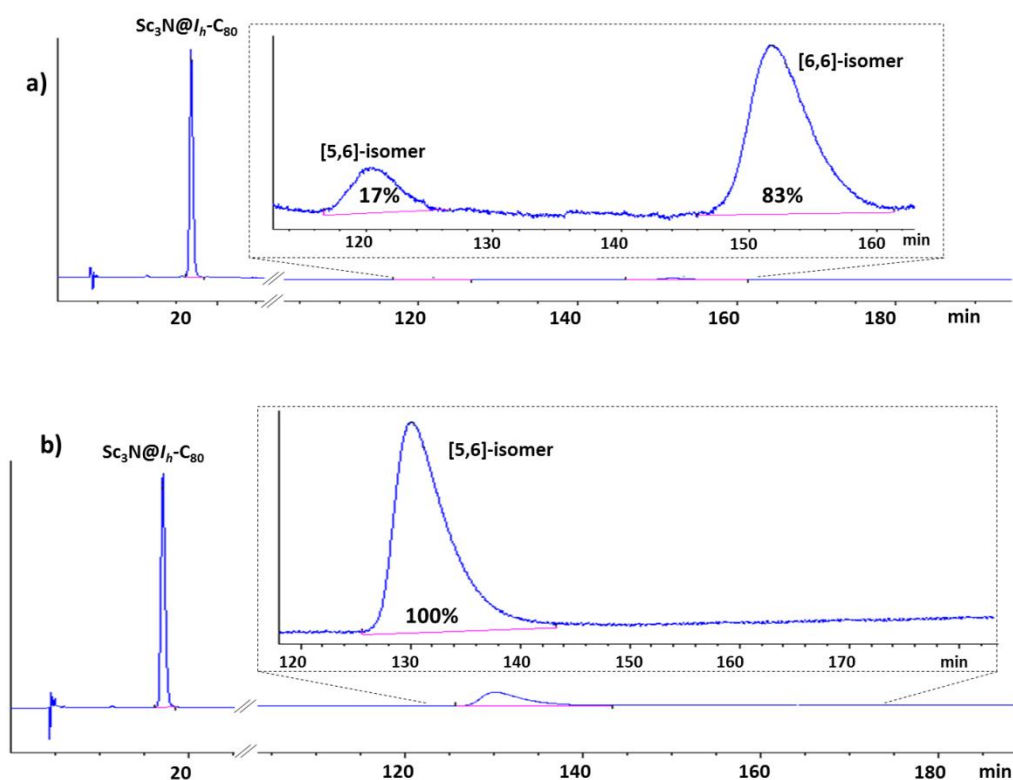 a)
Sc₃N@Iₕ-C₈₀
[5,6]-isomer
17%
[6,6]-isomer
83%
120 130 140 150 160 min
20 120 140 160 180 min
b)
Sc₃N@Iₕ-C₈₀
[5,6]-isomer
100%
120 130 140 150 160 170 min
20 120 140 160 180 min